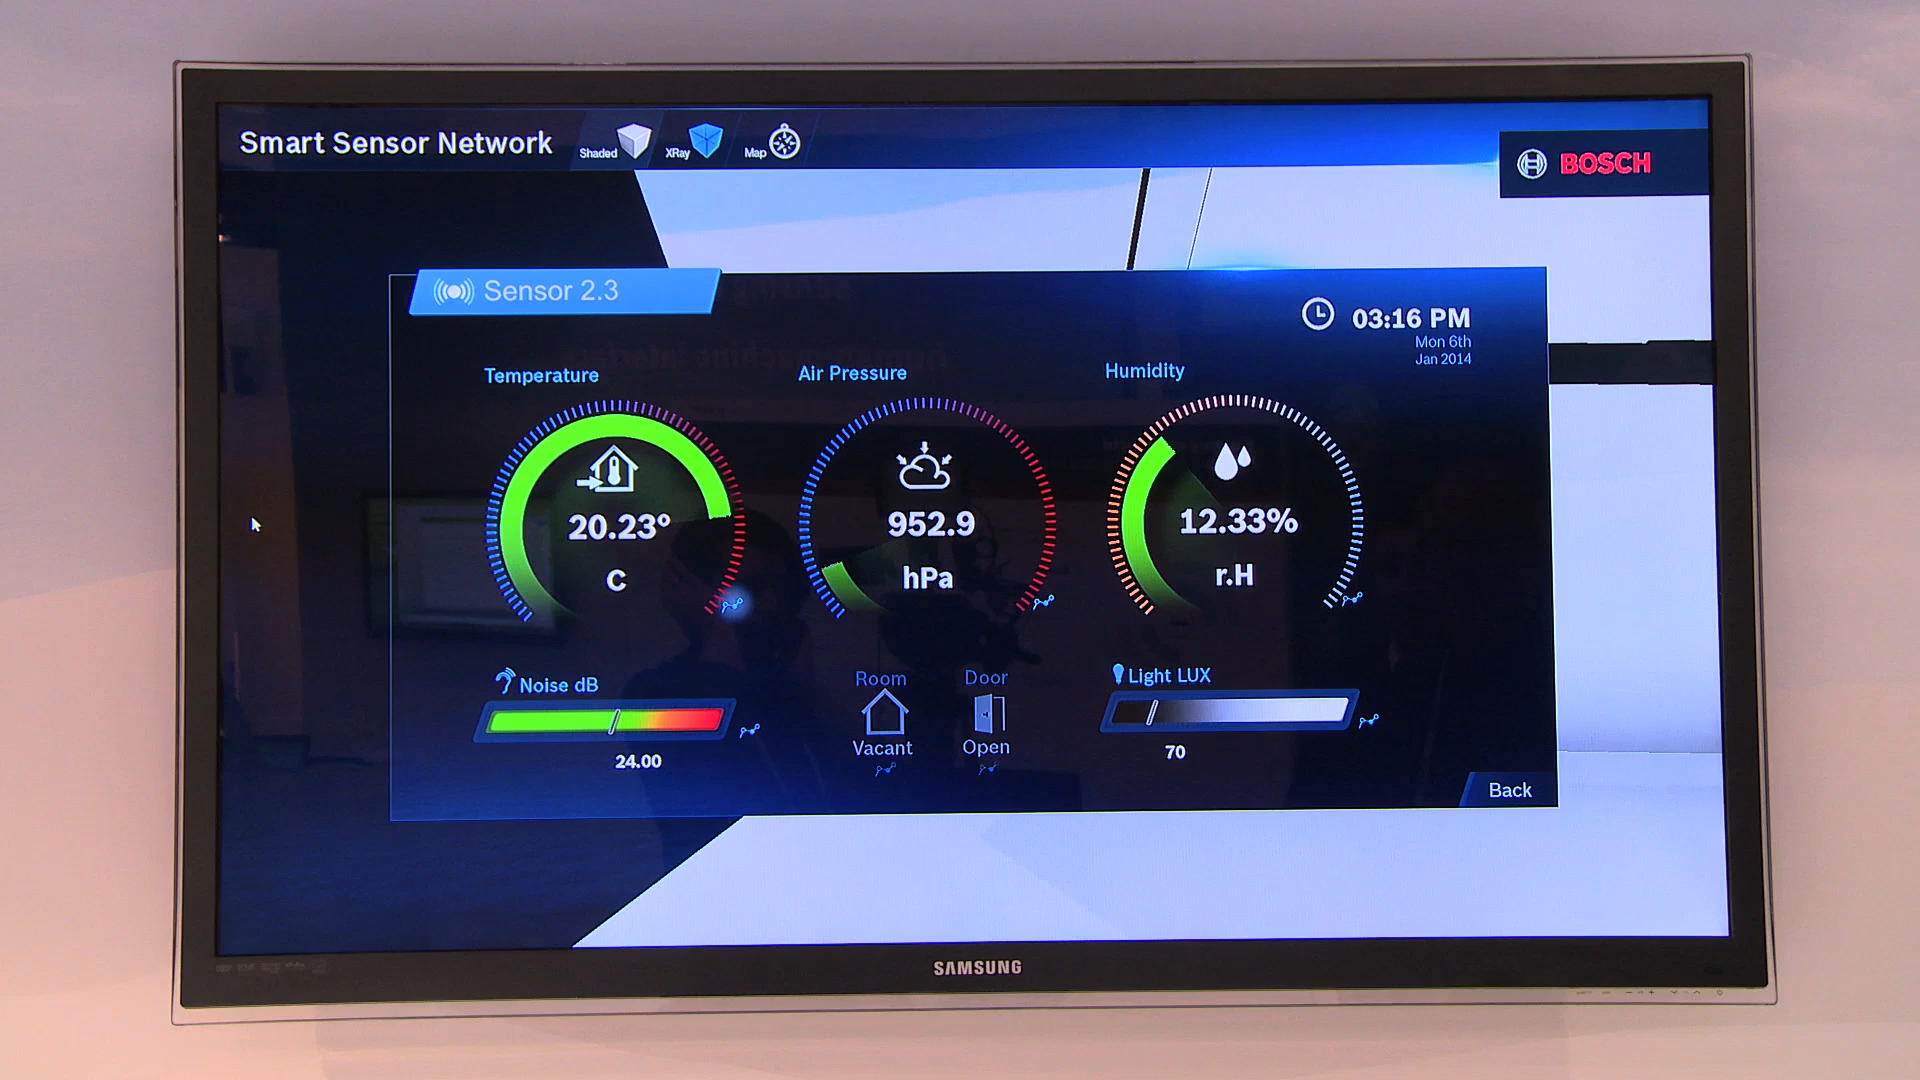 Smart Sensor Network
Shaded
XRay
Map
BOSCH
Sensor 2.3
03:16 PM
Mon 6th
Jan 2014
Temperature
Air Pressure
Humidity
20.23°
C
952.9
hPa
12.33%
r.H
Noise dB
24.00
Room
Vacant
Door
Open
Light LUX
70
Back
SAMSUNG